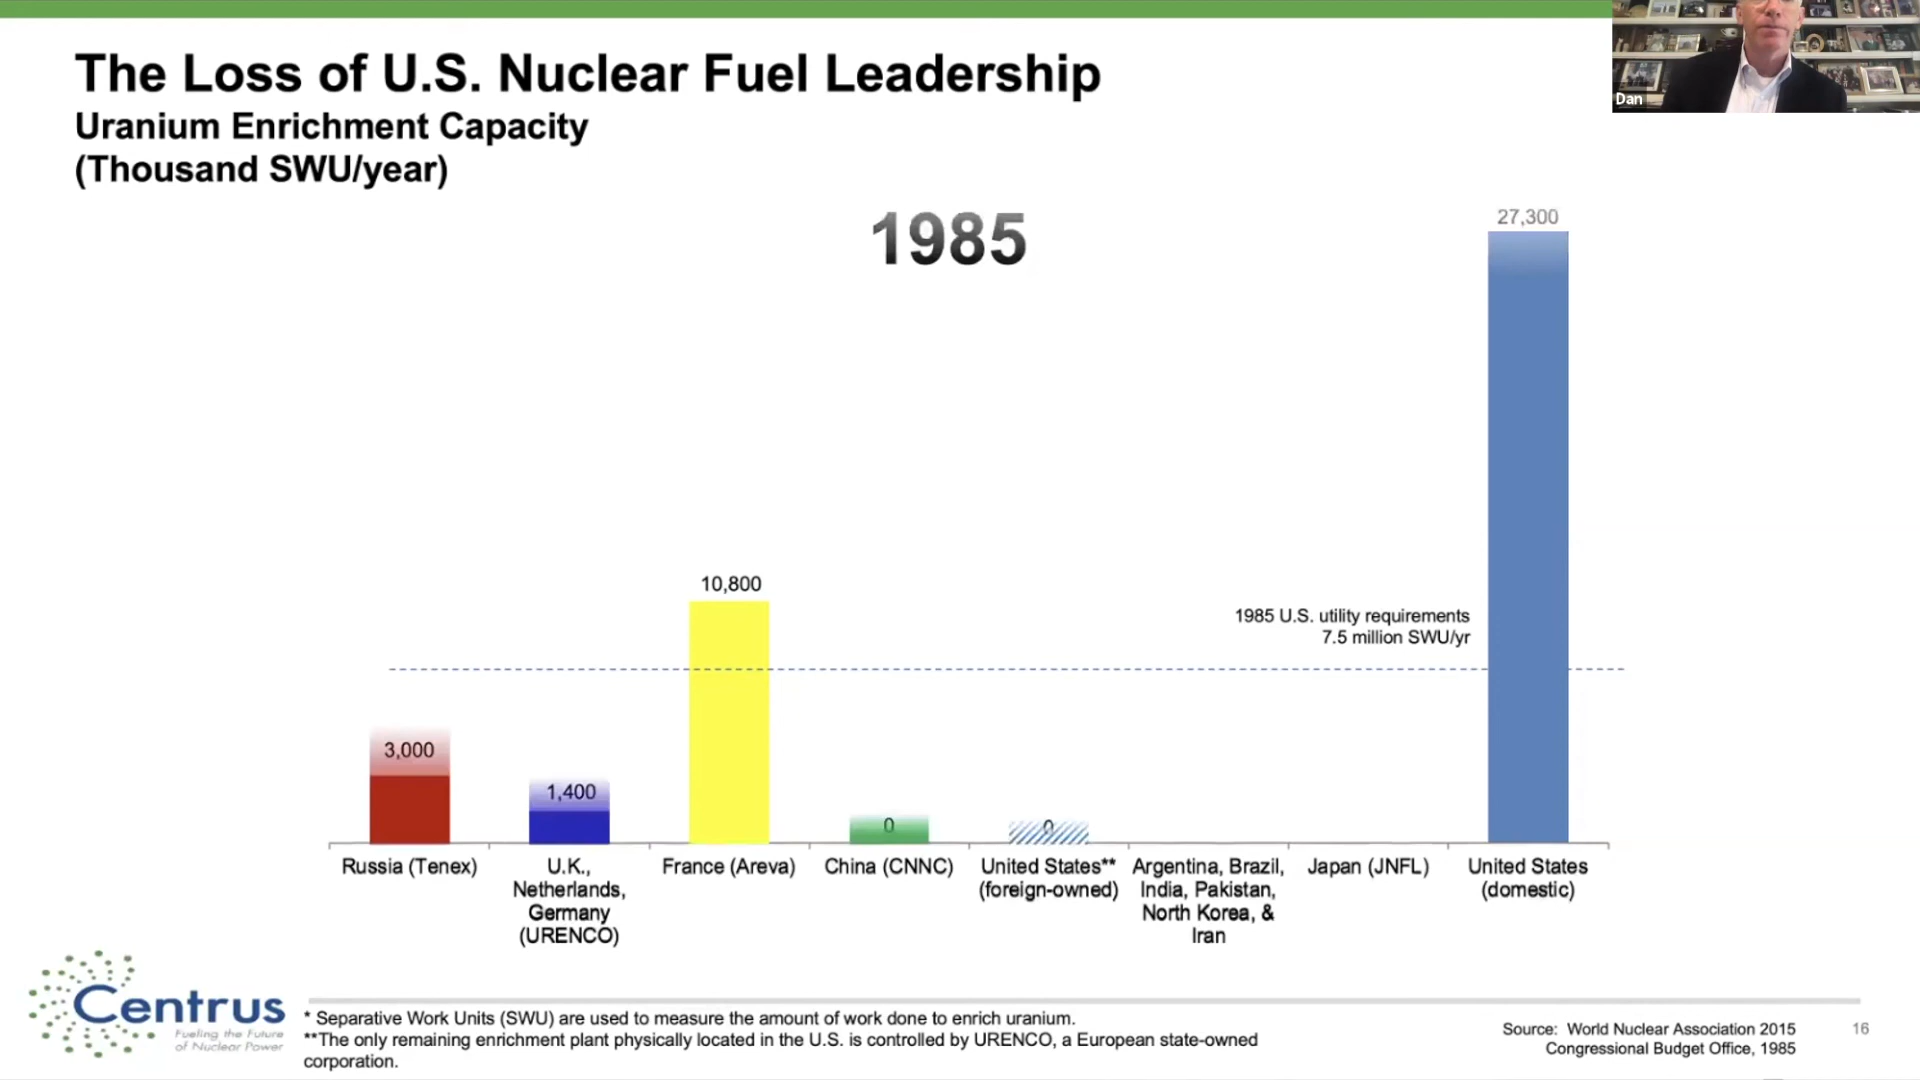 The Loss of U.S. Nuclear Fuel Leadership
Uranium Enrichment Capacity
(Thousand SWU/year)
Dan
1985
27,300
10,800
1985 U.S. utility requirements
7.5 million SWU/yr
3,000
1,400
0
0
Russia (Tenex)
U.K.,
Netherlands,
Germany
(URENCO)
France (Areva)
China (CNNC)
United States**
(foreign-owned)
Argentina, Brazil,
India, Pakistan,
North Korea, &
Iran
Japan (JNFL)
United States
(domestic)
Centrus
Fueling the Future
of Nuclear Power
* Separative Work Units (SWU) are used to measure the amount of work done to enrich uranium.
**The only remaining enrichment plant physically located in the U.S. is controlled by URENCO, a European state-owned
corporation.
Source: World Nuclear Association 2015
Congressional Budget Office, 1985
16